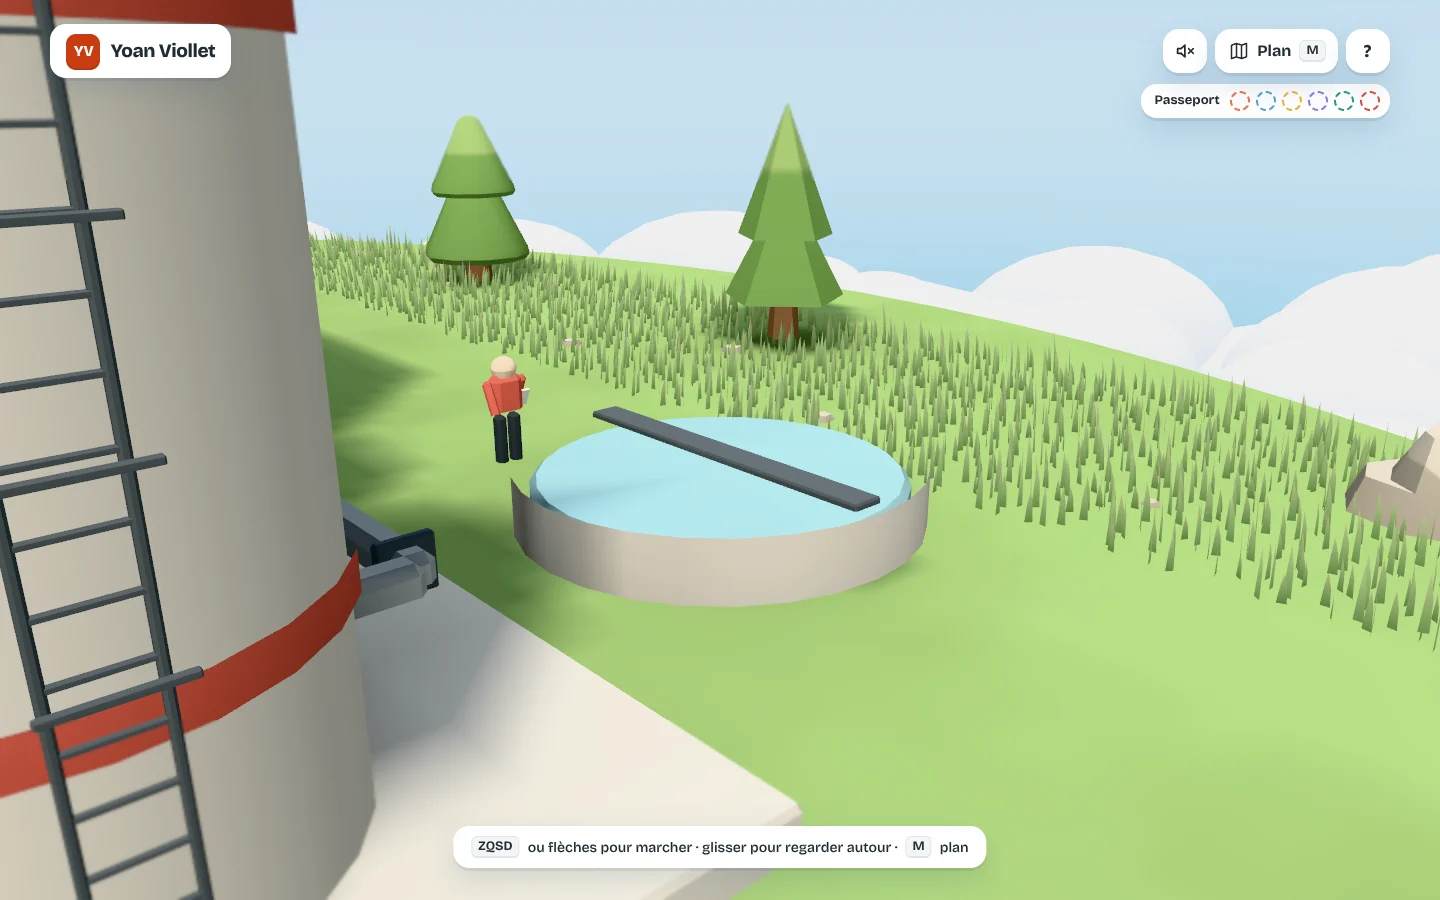 YV Yoan Viollet
Plan M ?
Passeport
ZQSD ou flèches pour marcher · glisser pour regarder autour · M plan